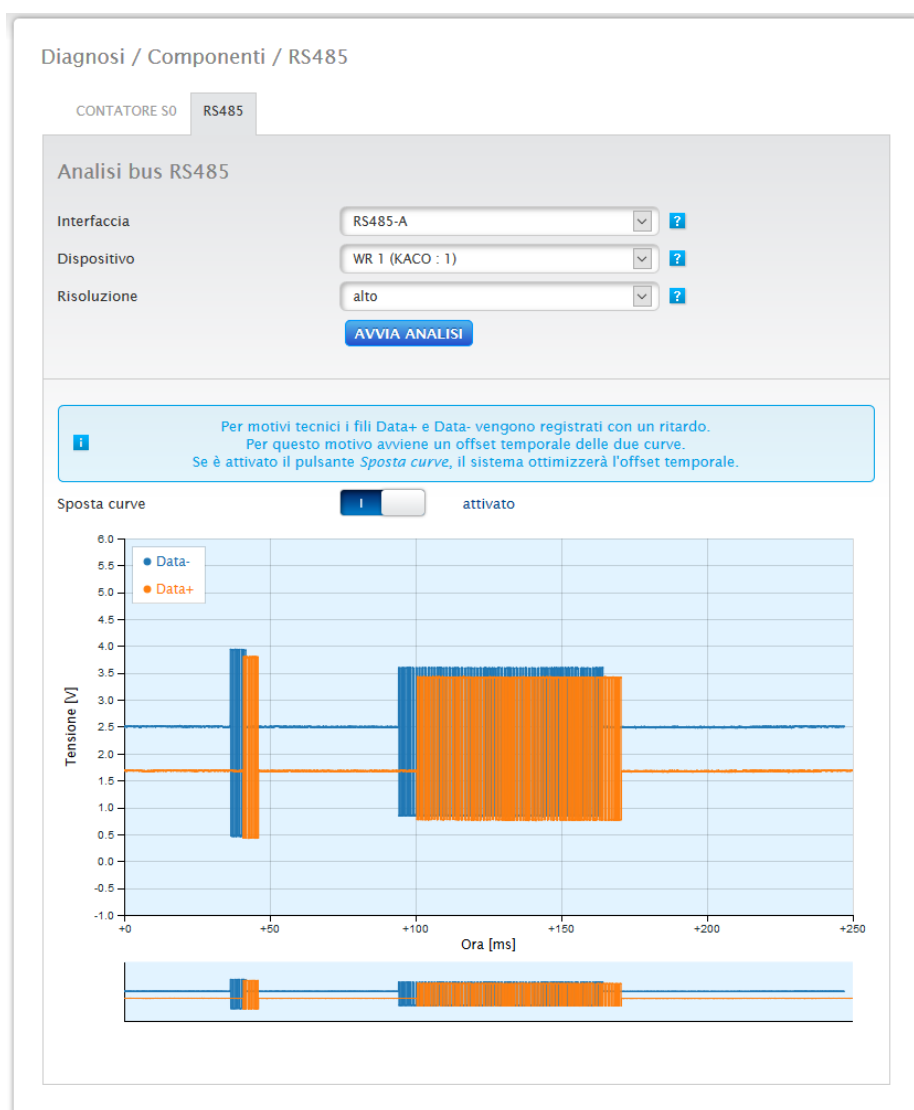 Diagnosi / Componenti / RS485
CONTATORE S0 RS485
Analisi bus RS485
Interfaccia RS485-A ?
Dispositivo WR 1 (KACO : 1) ?
Risoluzione alto ?
AVVIA ANALISI
i
Per motivi tecnici i fili Data+ e Data- vengono registrati con un ritardo.
Per questo motivo avviene un offset temporale delle due curve.
Se è attivato il pulsante Sposta curve, il sistema ottimizzerà l'offset temporale.
Sposta curve I attivato
Data-
Data+
Tensione [V]
6.0
5.5
5.0
4.5
4.0
3.5
3.0
2.5
2.0
1.5
1.0
0.5
0.0
-0.5
-1.0
+0 +50 +100 +150 +200 +250
Ora [ms]